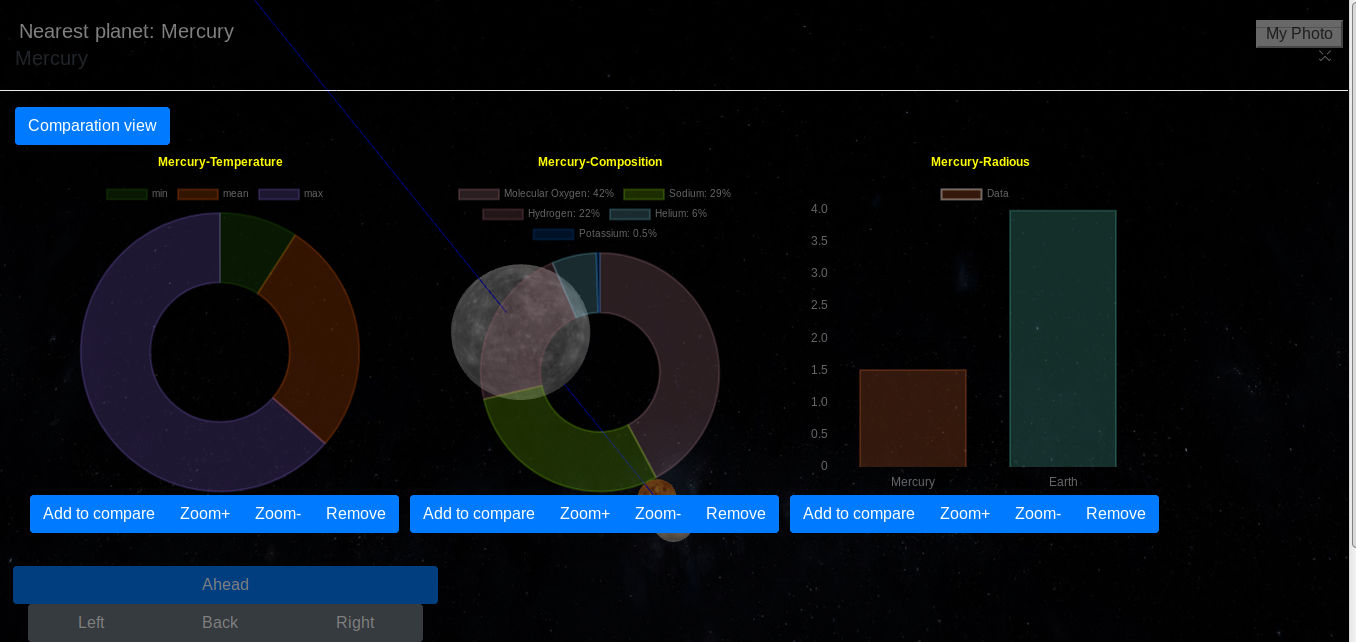 Nearest planet: Mercury
My Photo
Mercury
Comparation view
Mercury-Temperature
min mean max
Mercury-Composition
Molecular Oxygen: 42% Sodium: 29%
Hydrogen: 22% Helium: 6%
Potassium: 0.5%
Mercury-Radious
Data
4.0
3.5
3.0
2.5
2.0
1.5
1.0
0.5
0
Mercury Earth
Add to compare Zoom+ Zoom- Remove
Add to compare Zoom+ Zoom- Remove
Add to compare Zoom+ Zoom- Remove
Ahead
Left Back Right